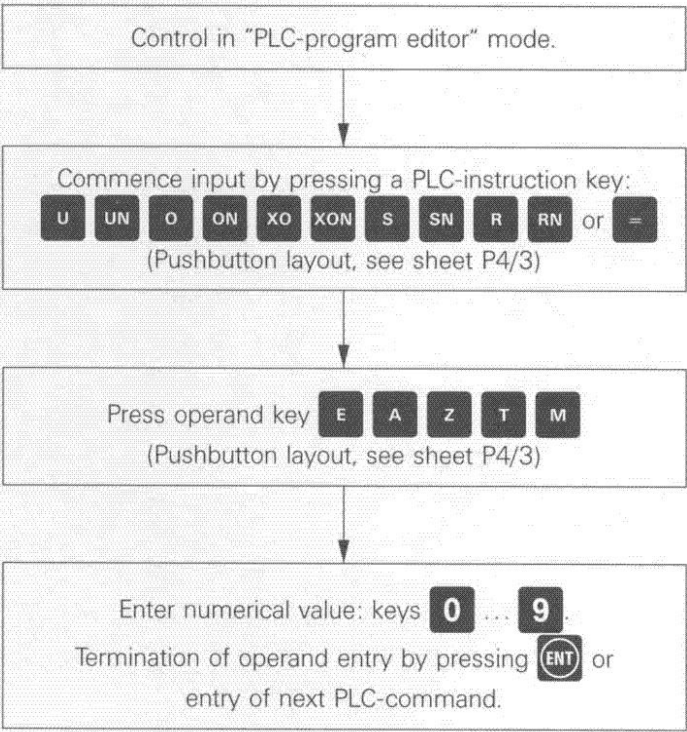 Control in "PLC-program editor" mode.
Commence input by pressing a PLC-instruction key:
U UN O ON XO XON S SN R RN or =
(Pushbutton layout, see sheet P4/3)
Press operand key E A Z T M
(Pushbutton layout, see sheet P4/3)
Enter numerical value: keys 0 ... 9.
Termination of operand entry by pressing ENT or
entry of next PLC-command.